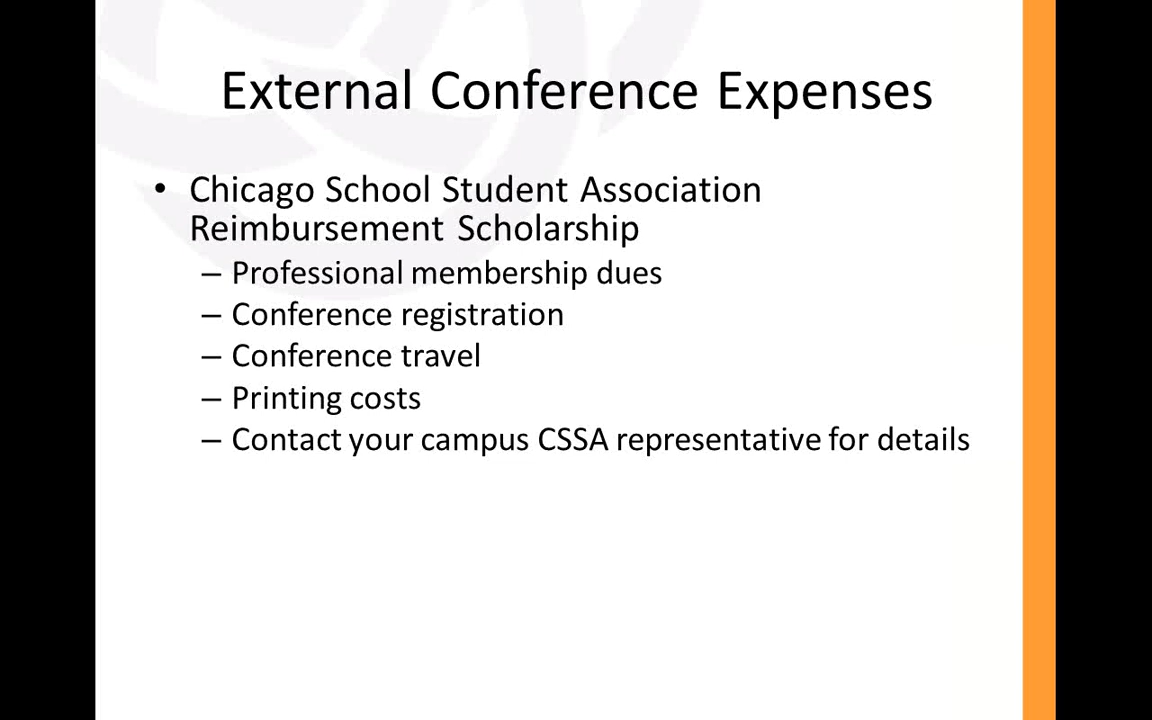 External Conference Expenses
• Chicago School Student Association
Reimbursement Scholarship
– Professional membership dues
– Conference registration
– Conference travel
– Printing costs
– Contact your campus CSSA representative for details